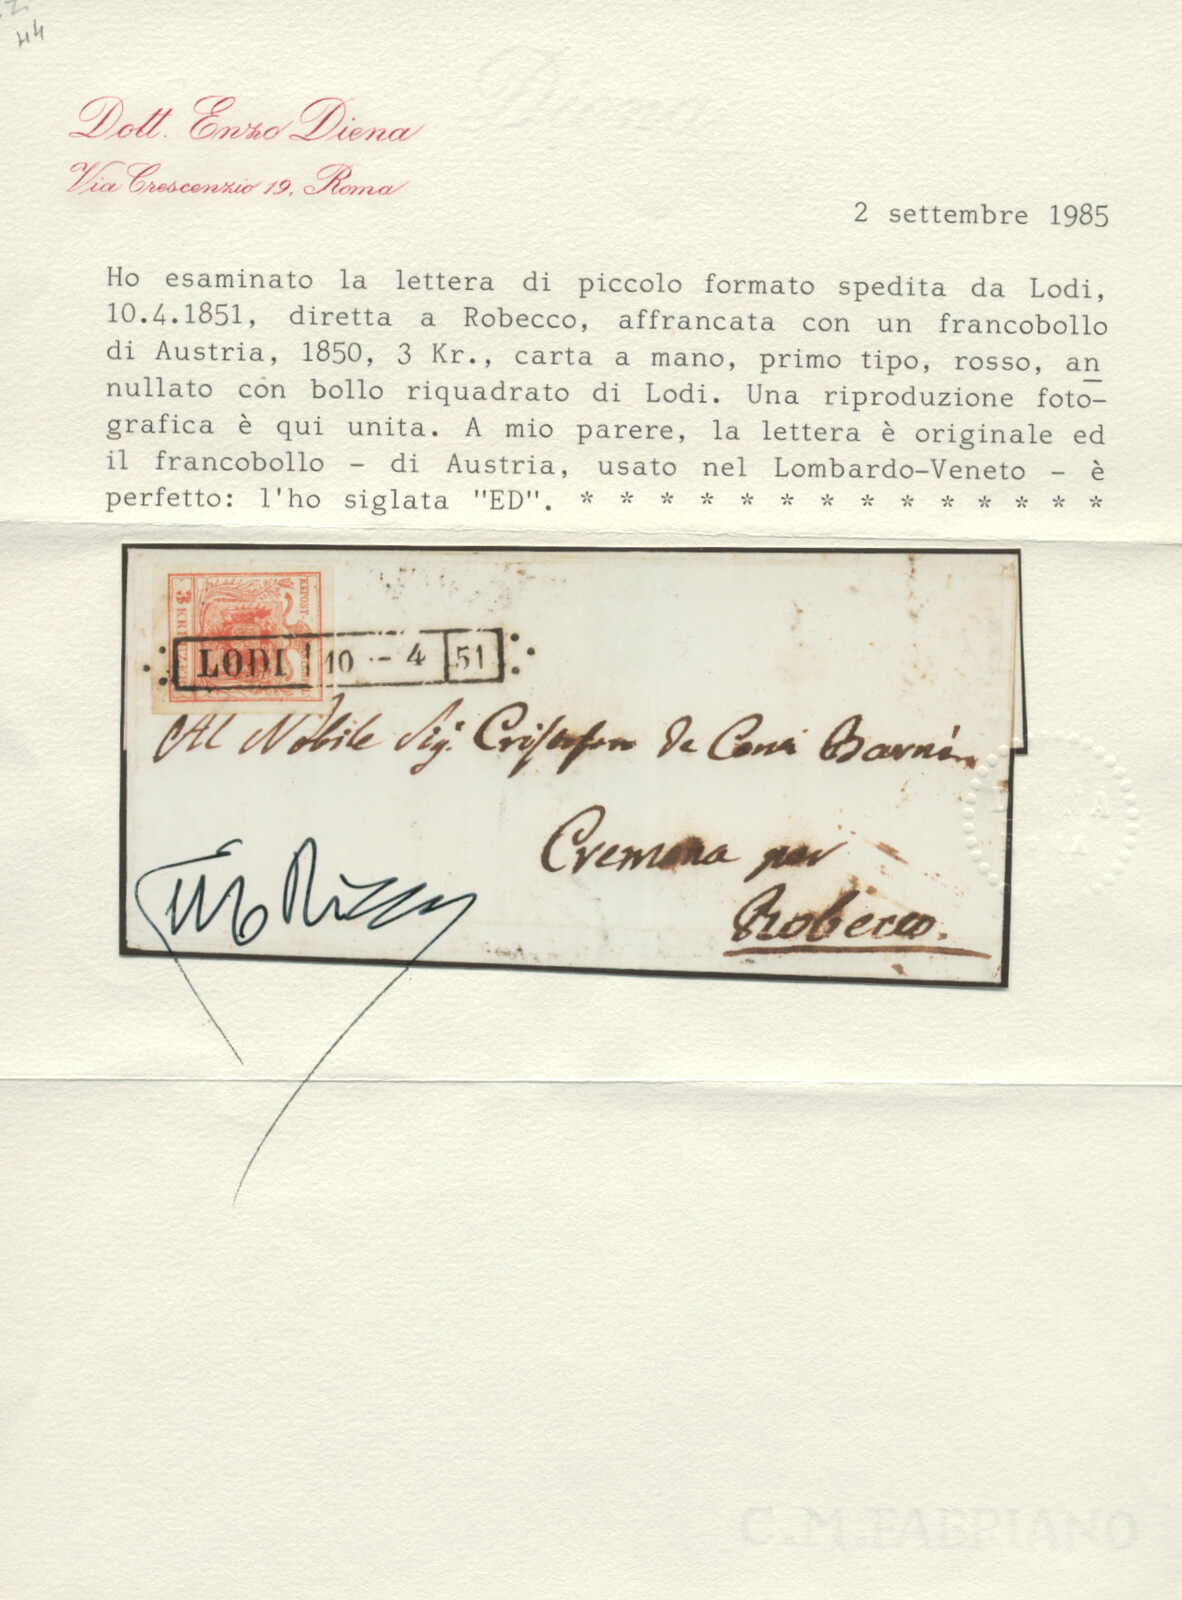 44
Dott. Enzo Diena
Via Crescenzio 19, Roma
2 settembre 1985
Ho esaminato la lettera di piccolo formato spedita da Lodi,
10.4.1851, diretta a Robecco, affrancata con un francobollo
di Austria, 1850, 3 Kr., carta a mano, primo tipo, rosso, an
nullato con bollo riquadrato di Lodi. Una riproduzione foto-
grafica è qui unita. A mio parere, la lettera è originale ed
il francobollo - di Austria, usato nel Lombardo-Veneto - è
perfetto: l'ho siglata "ED". * * * * * * * * * * * * * *
LODI 10 - 4 51
Al Nobile Sig. De Conti Barni
Cremona per
Robecco.
C.M.FABRIANO